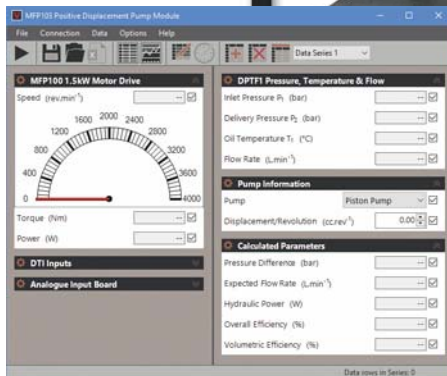 MFP103 Positive Displacement Pump Module
File Connection Data Options Help
Data Series 1
MFP100 1.5kW Motor Drive
Speed (rev.min⁻¹) --
0 400 800 1200 1600 2000 2400 2800 3200 3600 4000
Torque (Nm) --
Power (W) --
DTI Inputs
Analogue Input Board
DPTF1 Pressure, Temperature & Flow
Inlet Pressure P₁ (bar) --
Delivery Pressure P₂ (bar) --
Oil Temperature T₁ (°C) --
Flow Rate (L.min⁻¹) --
Pump Information
Pump Piston Pump
Displacement/Revolution (cc.rev⁻¹) 0.00
Calculated Parameters
Pressure Difference (bar) --
Expected Flow Rate (L.min⁻¹) --
Hydraulic Power (W) --
Overall Efficiency (%) --
Volumetric Efficiency (%) --
Data rows in Series: 0